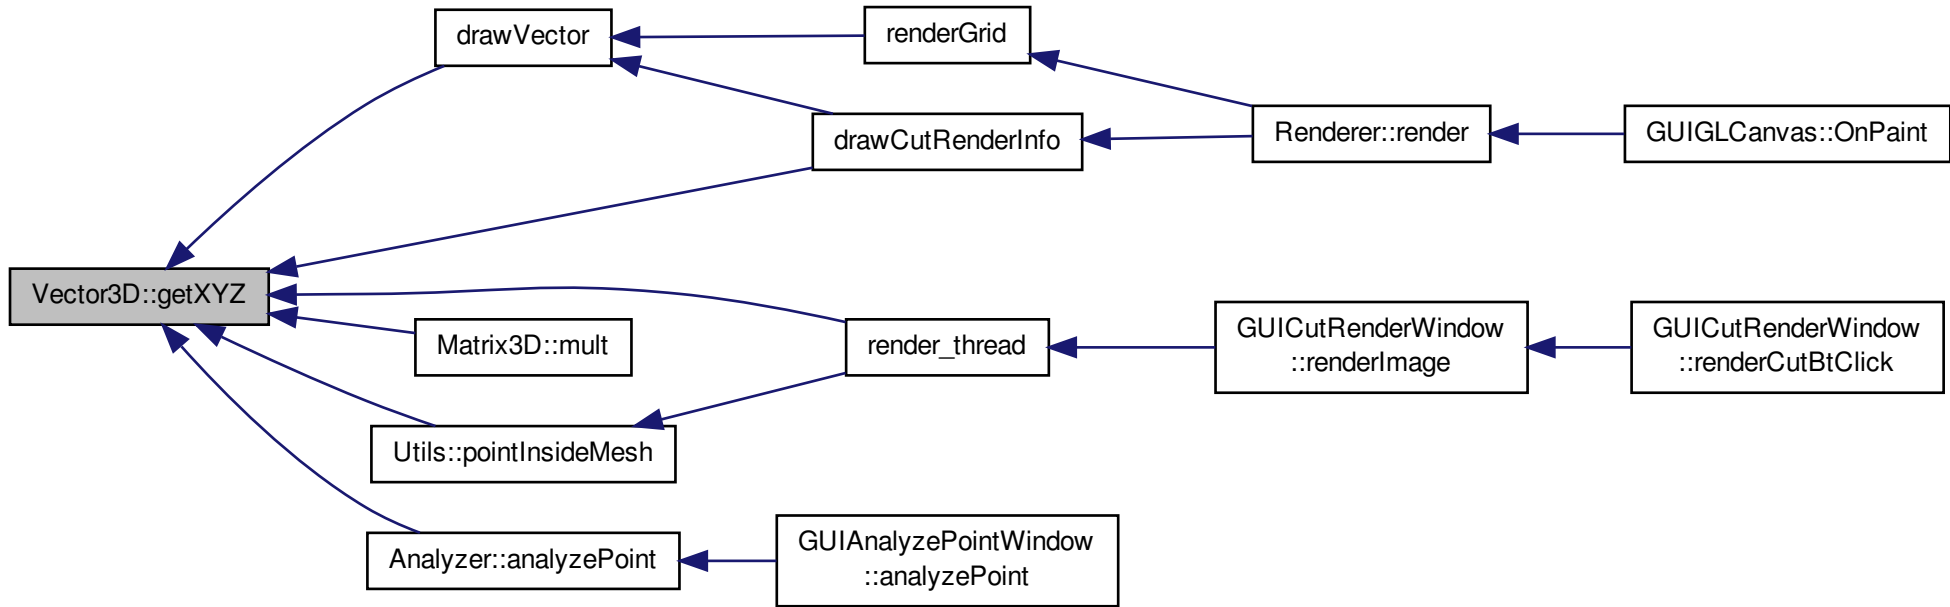 drawVector
renderGrid
drawCutRenderInfo
Renderer::render
GUIGLCanvas::OnPaint
Vector3D::getXYZ
Matrix3D::mult
render_thread
GUICutRenderWindow
::renderImage
GUICutRenderWindow
::renderCutBtClick
Utils::pointInsideMesh
Analyzer::analyzePoint
GUIAnalyzePointWindow
::analyzePoint